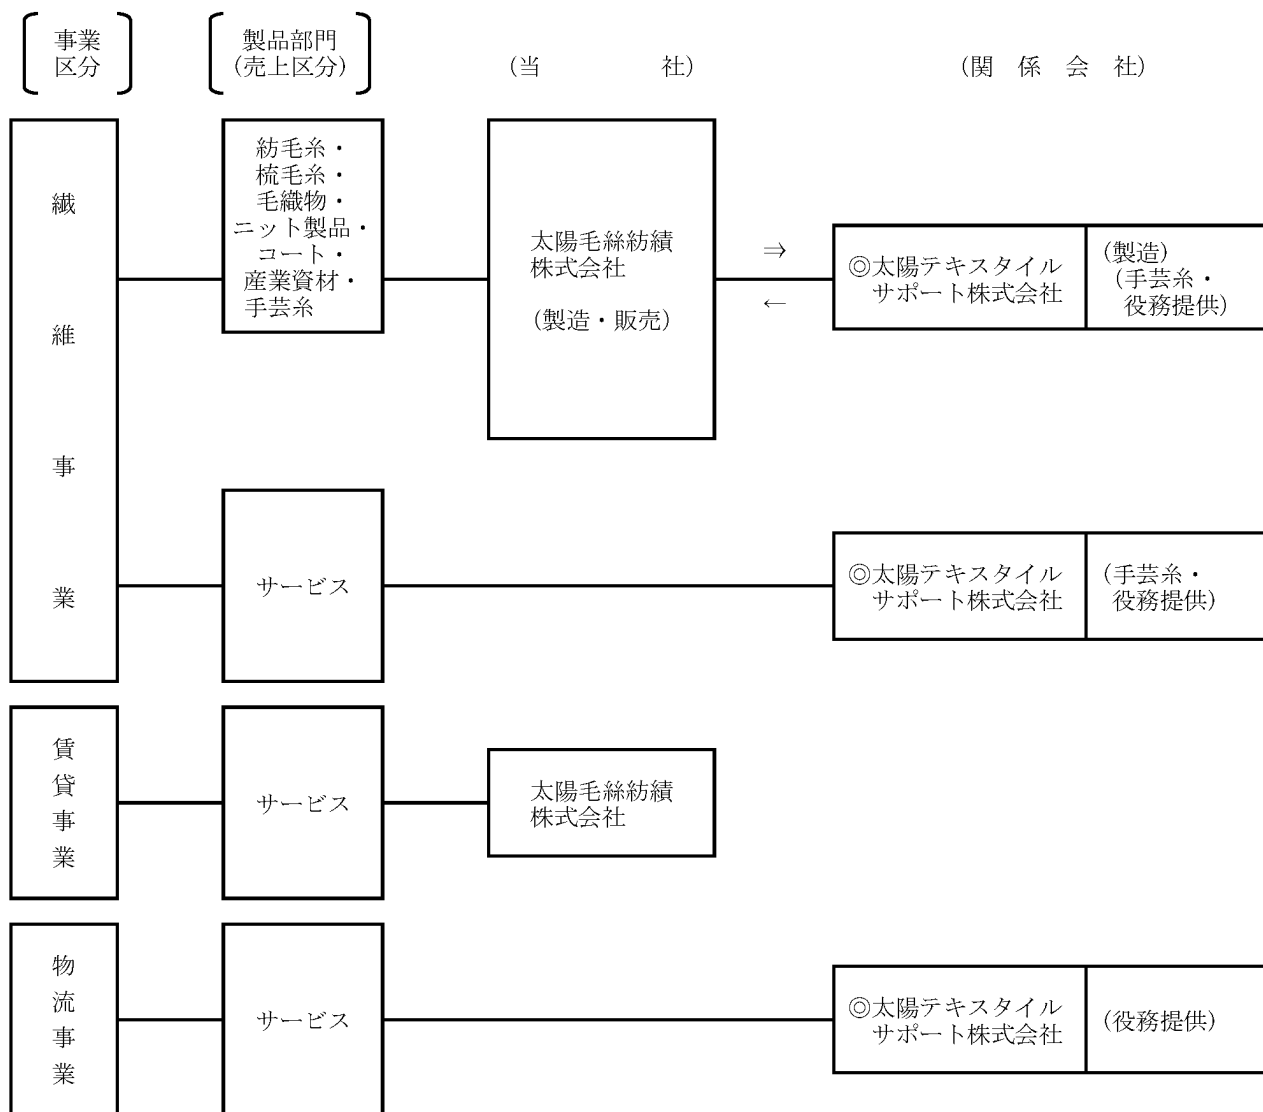 事業
区分
製品部門
(売上区分)
(当 社)
(関 係 会 社)
繊維事業
紡毛糸・
梳毛糸・
毛織物・
ニット製品・
コート・
産業資材・
手芸糸
太陽毛絲紡績
株式会社
(製造・販売)
⇒
←
◎太陽テキスタイル
サポート株式会社
(製造)
(手芸糸・
役務提供)
サービス
◎太陽テキスタイル
サポート株式会社
(手芸糸・
役務提供)
賃貸事業
サービス
太陽毛絲紡績
株式会社
物流事業
サービス
◎太陽テキスタイル
サポート株式会社
(役務提供)